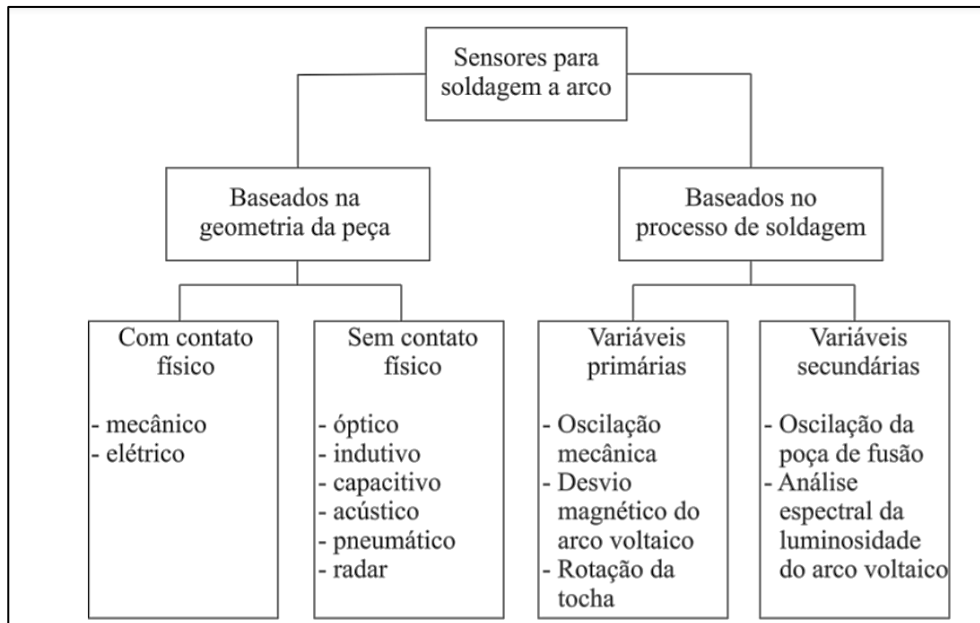 Sensores para
soldagem a arco
Baseados na
geometria da peça
Baseados no
processo de soldagem
Com contato
físico
- mecânico
- elétrico
Sem contato
físico
- óptico
- indutivo
- capacitivo
- acústico
- pneumático
- radar
Variáveis
primárias
- Oscilação
mecânica
- Desvio
magnético do
arco voltaico
- Rotação da
tocha
Variáveis
secundárias
- Oscilação da
poça de fusão
- Análise
espectral da
luminosidade
do arco voltaico